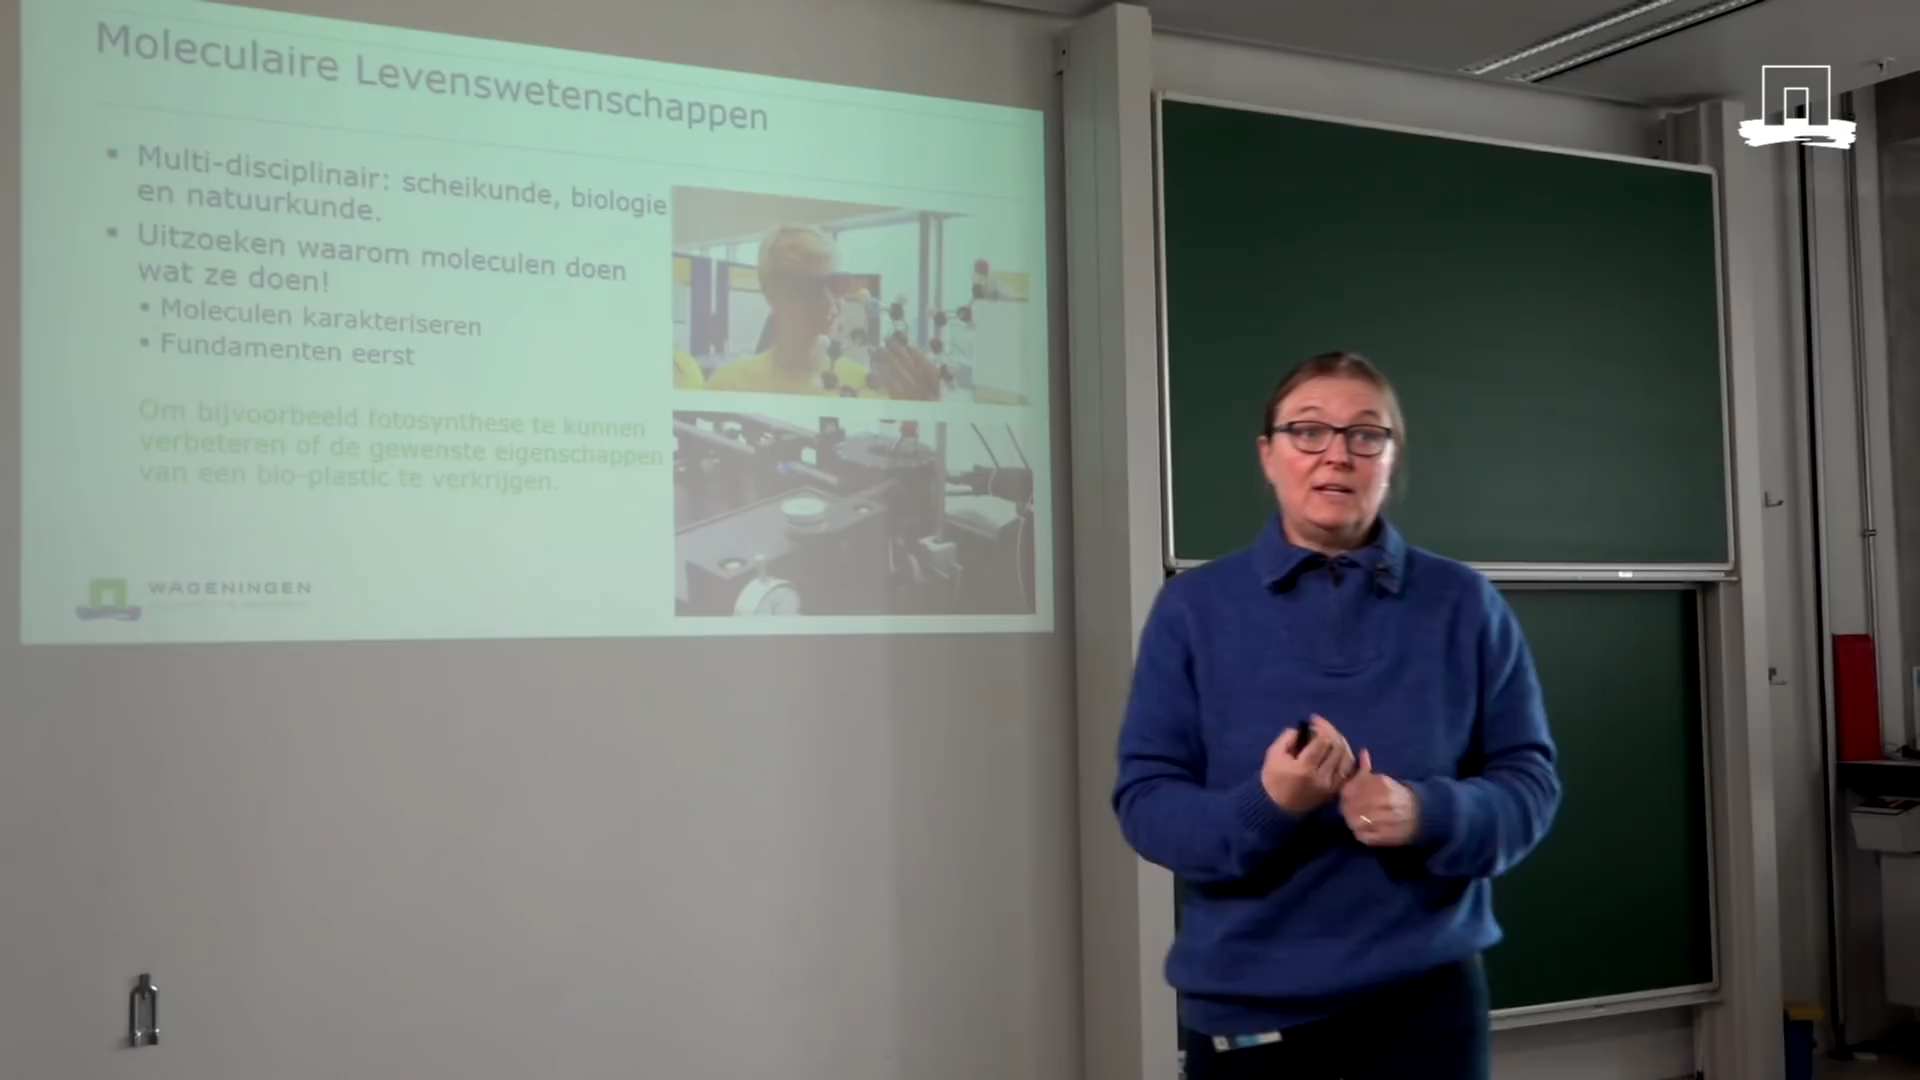 Moleculaire Levenswetenschappen
• Multi-disciplinair: scheikunde, biologie
en natuurkunde.
• Uitzoeken waarom moleculen doen
wat ze doen!
• Moleculen karakteriseren
• Fundamenten eerst
Om bijvoorbeeld fotosynthese te kunnen
verbeteren of de gewenste eigenschappen
van een bio-plastic te verkrijgen.
WAGENINGEN